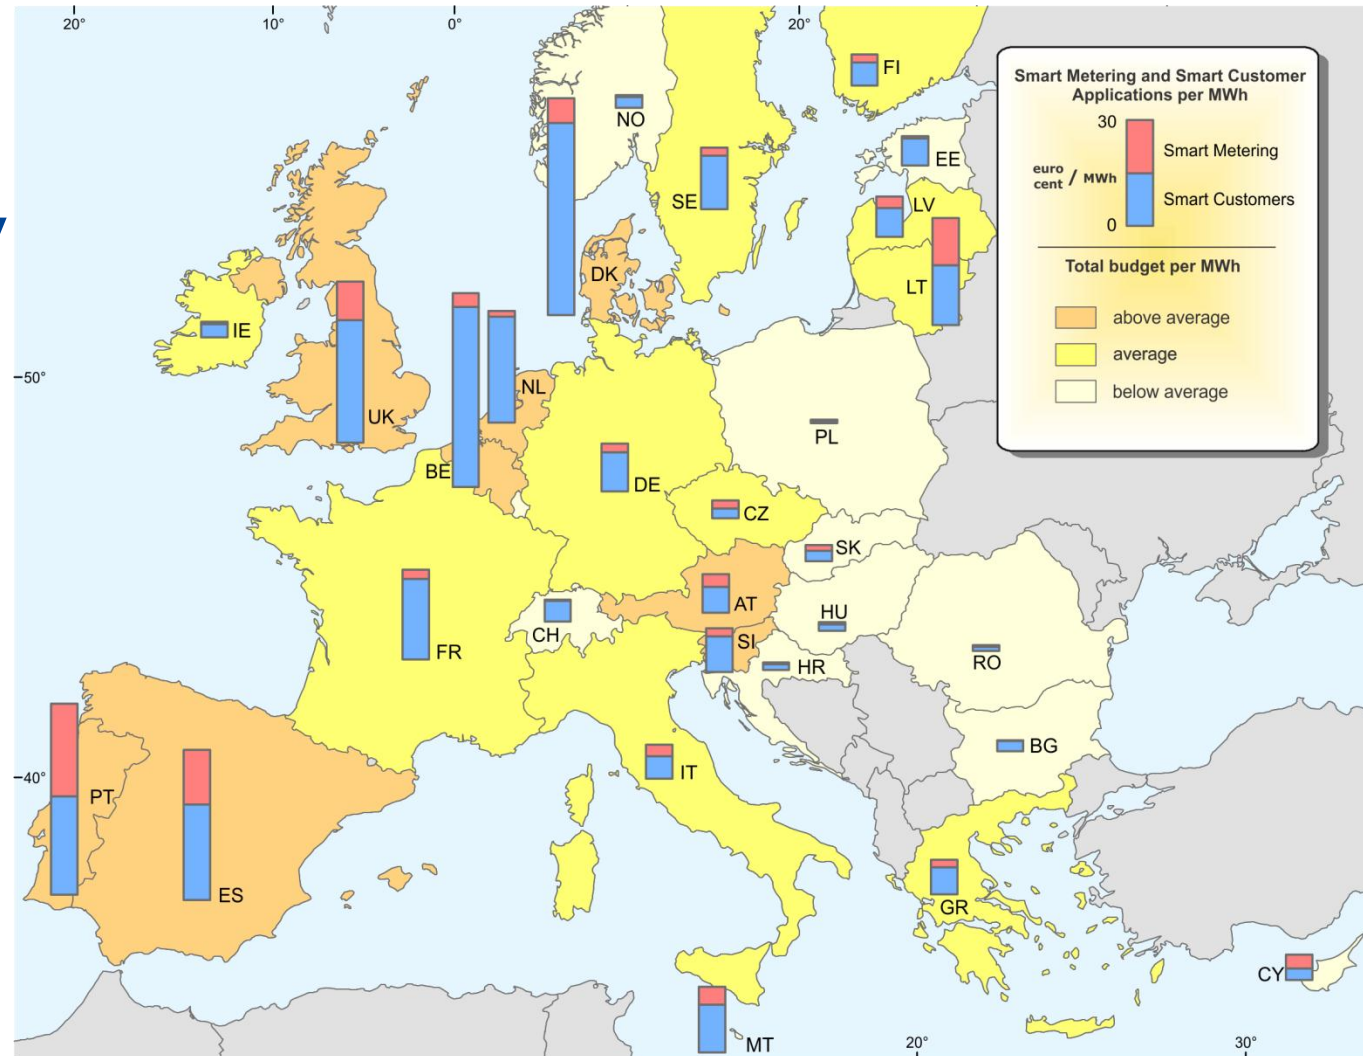 20°
0°
20°
10°
FI
NO
EE
SE
LV
DK
LT
IE
50°
NL
UK
PL
BE
DE
CZ
SK
AT
HU
CH
SI
FR
HR
RO
BG
40°
IT
PT
ES
GR
CY
MT
20°
30°
Smart Metering and Smart Customer
Applications per MWh
30
Smart Metering
euro
cent / MWh
Smart Customers
0
Total budget per MWh
above average
average
below average